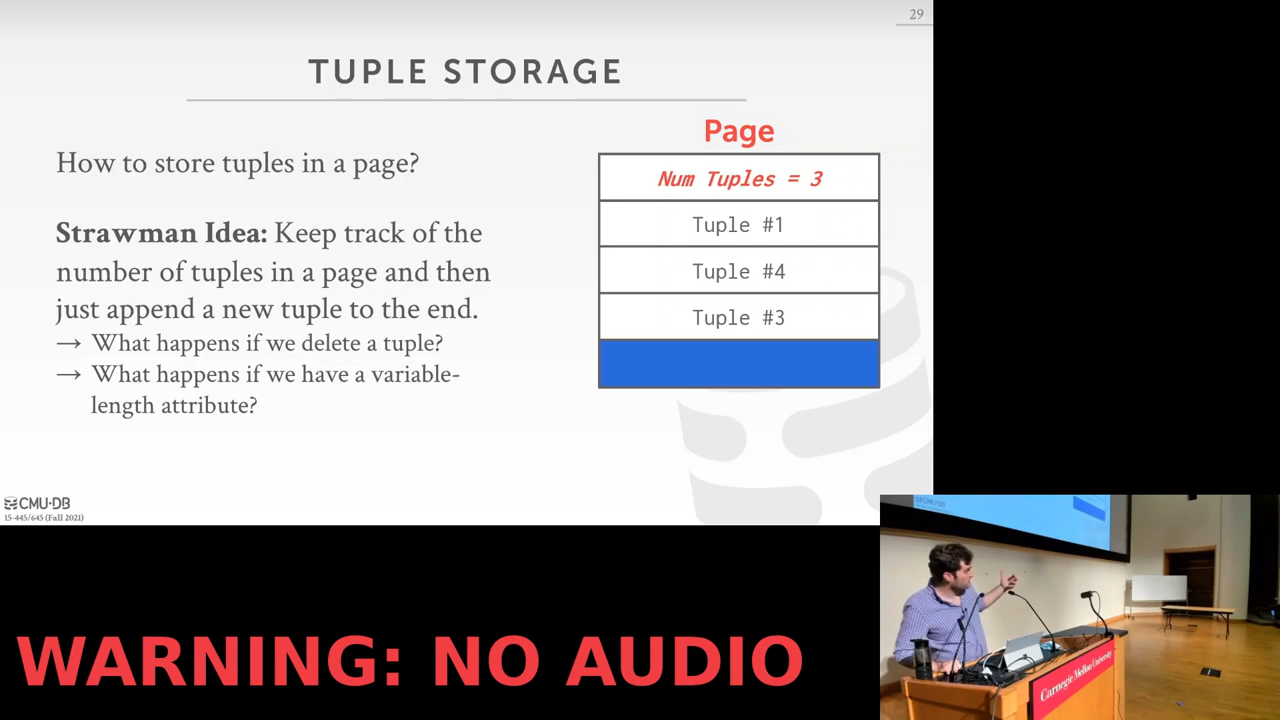 29
TUPLE STORAGE
How to store tuples in a page?
Strawman Idea: Keep track of the
number of tuples in a page and then
just append a new tuple to the end.
→ What happens if we delete a tuple?
→ What happens if we have a variable-
length attribute?
Page
Num Tuples = 3
Tuple #1
Tuple #4
Tuple #3
CMU·DB
15-445/645 (Fall 2021)
CMU·DB
Carnegie Mellon University
WARNING: NO AUDIO